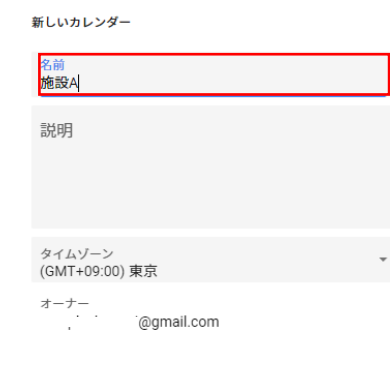 新しいカレンダー
名前
施設A
説明
タイムゾーン
(GMT+09:00) 東京
オーナー
@gmail.com